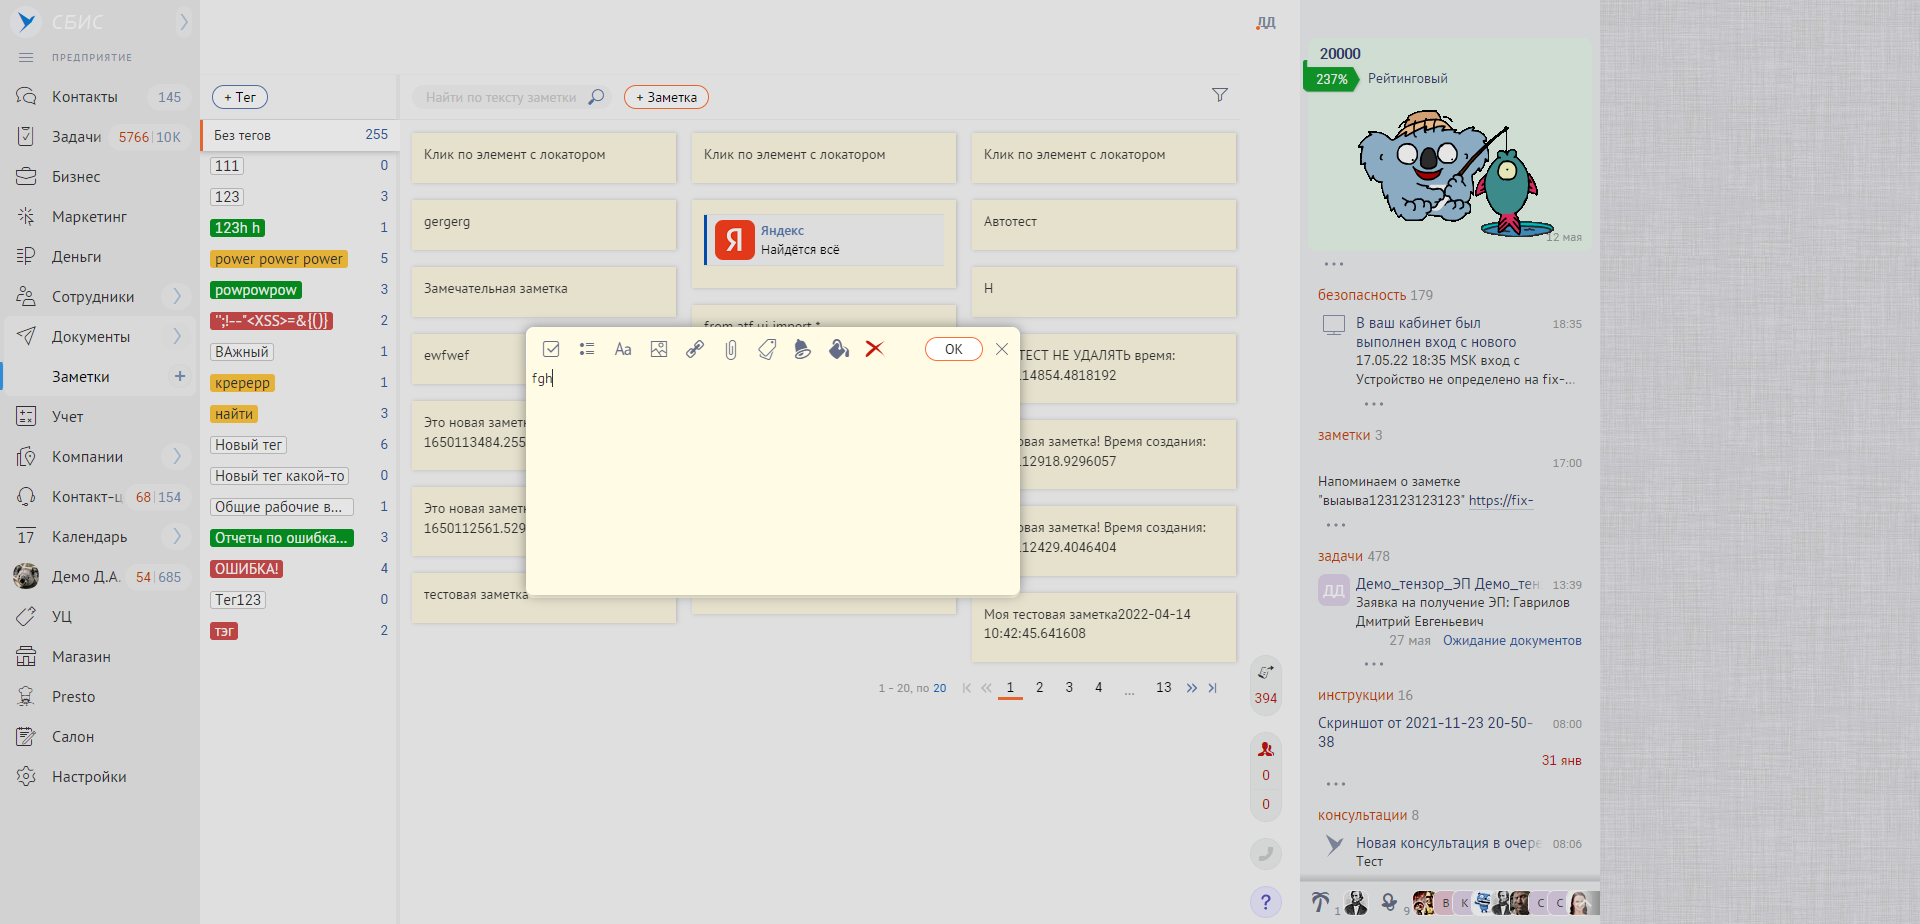 СБИС
ПРЕДПРИЯТИЕ
Контакты 145
Задачи 5766 10K
Бизнес
Маркетинг
Деньги
Сотрудники
Документы
Заметки +
Учет
Компании
Контакт-ц 68 154
17 Календарь
Демо Д.А. 54 685
УЦ
Магазин
Presto
Салон
Настройки
+ Тег
Без тегов 255
111 0
123 3
123h h 1
power power power 5
powpowpow 3
'';!--"<XSS>=&{()} 2
ВАжный 1
кререрр 1
найти 3
Новый тег 6
Новый тег какой-то 0
Общие рабочие в... 1
Отчеты по ошибка... 3
ОШИБКА! 4
Тег123 0
тэг 2
Найти по тексту заметки
+ Заметка
Клик по элемент с локатором
gergerg
Замечательная заметка
ewfwef
Это новая заметк
1650113484.255
Это новая заметк
1650112561.529
тестовая заметка
Клик по элемент с локатором
Я
Яндекс
Найдётся всё
from atf.ui import *
Клик по элемент с локатором
Автотест
Н
ТЕСТ НЕ УДАЛЯТЬ время:
114854.4818192
овая заметка! Время создания:
112918.9296057
овая заметка! Время создания:
112429.4046404
Моя тестовая заметка2022-04-14
10:42:45.641608
Aa
OK
fgh
1 - 20, по 20
1 2 3 4 ... 13
ДД
394
0
0
?
20000
237% Рейтинговый
12 мая
безопасность 179
В ваш кабинет был 18:35
выполнен вход с нового
17.05.22 18:35 MSK вход с
Устройство не определено на fix-...
заметки 3
17:00
Напоминаем о заметке
"выаыва123123123123" https://fix-
задачи 478
ДД
Демо_тензор_ЭП Демо_тен 13:39
Заявка на получение ЭП: Гаврилов
Дмитрий Евгеньевич
27 мая Ожидание документов
инструкции 16
Скриншот от 2021-11-23 20-50- 08:00
38
31 янв
консультации 8
Новая консультация в очере 08:06
Тест
1 9 В К С С